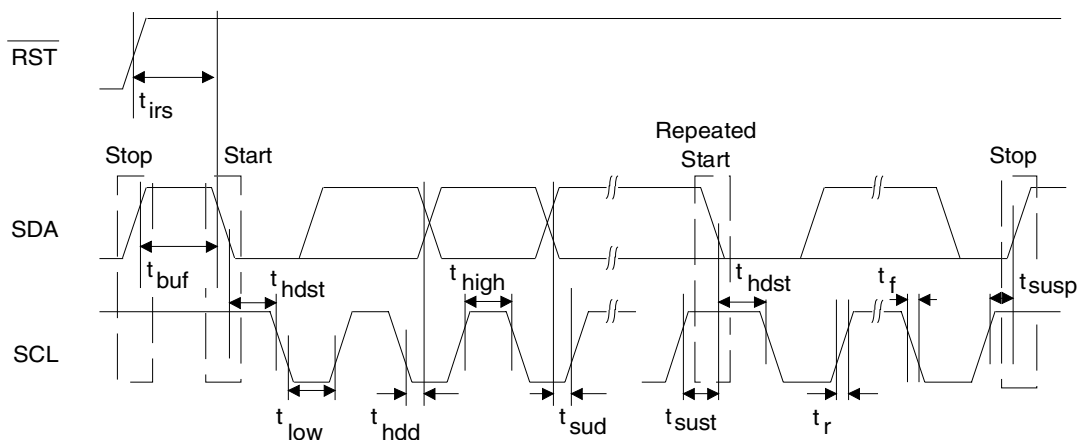 RST
t irs
Repeated
Stop Start Start Stop
SDA
t buf t hdst t high t hdst t f t susp
SCL
t low t hdd t sud t sust t r